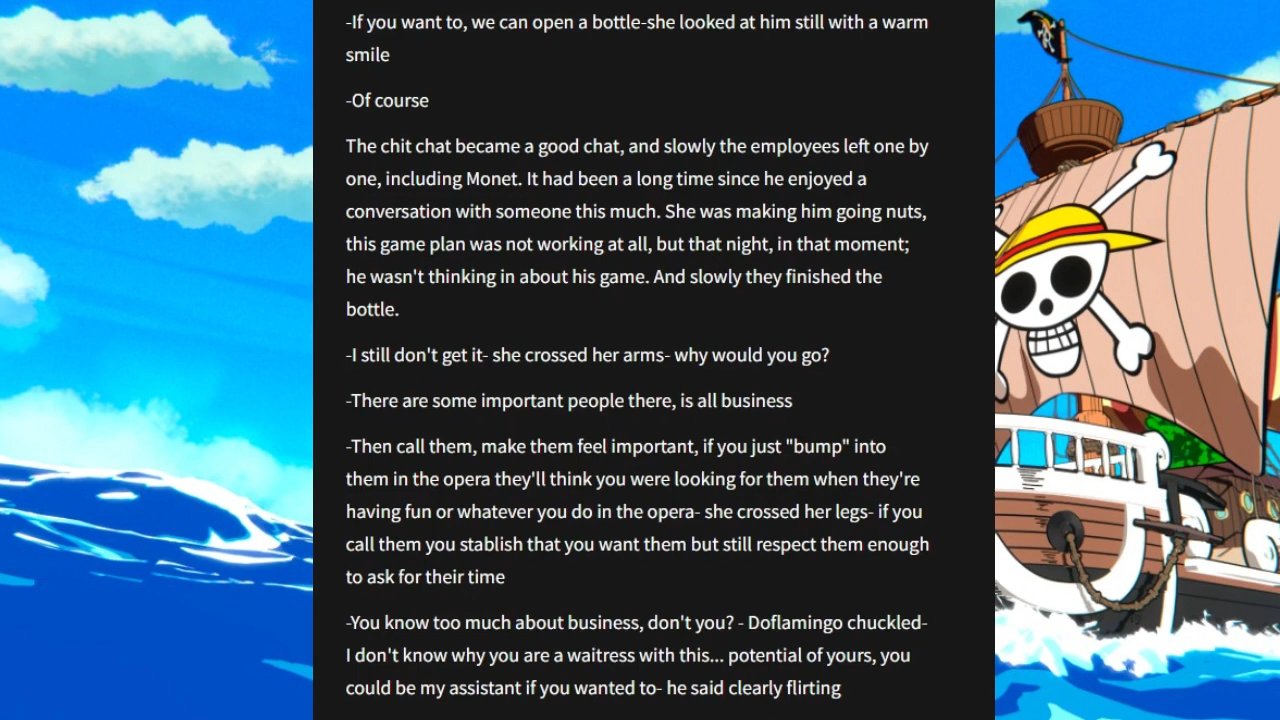 -If you want to, we can open a bottle-she looked at him still with a warm
smile
-Of course
The chit chat became a good chat, and slowly the employees left one by
one, including Monet. It had been a long time since he enjoyed a
conversation with someone this much. She was making him going nuts,
this game plan was not working at all, but that night, in that moment;
he wasn't thinking in about his game. And slowly they finished the
bottle.
-I still don't get it- she crossed her arms- why would you go?
-There are some important people there, is all business
-Then call them, make them feel important, if you just "bump" into
them in the opera they'll think you were looking for them when they're
having fun or whatever you do in the opera- she crossed her legs- if you
call them you stablish that you want them but still respect them enough
to ask for their time
-You know too much about business, don't you? - Doflamingo chuckled-
I don't know why you are a waitress with this... potential of yours, you
could be my assistant if you wanted to- he said clearly flirting